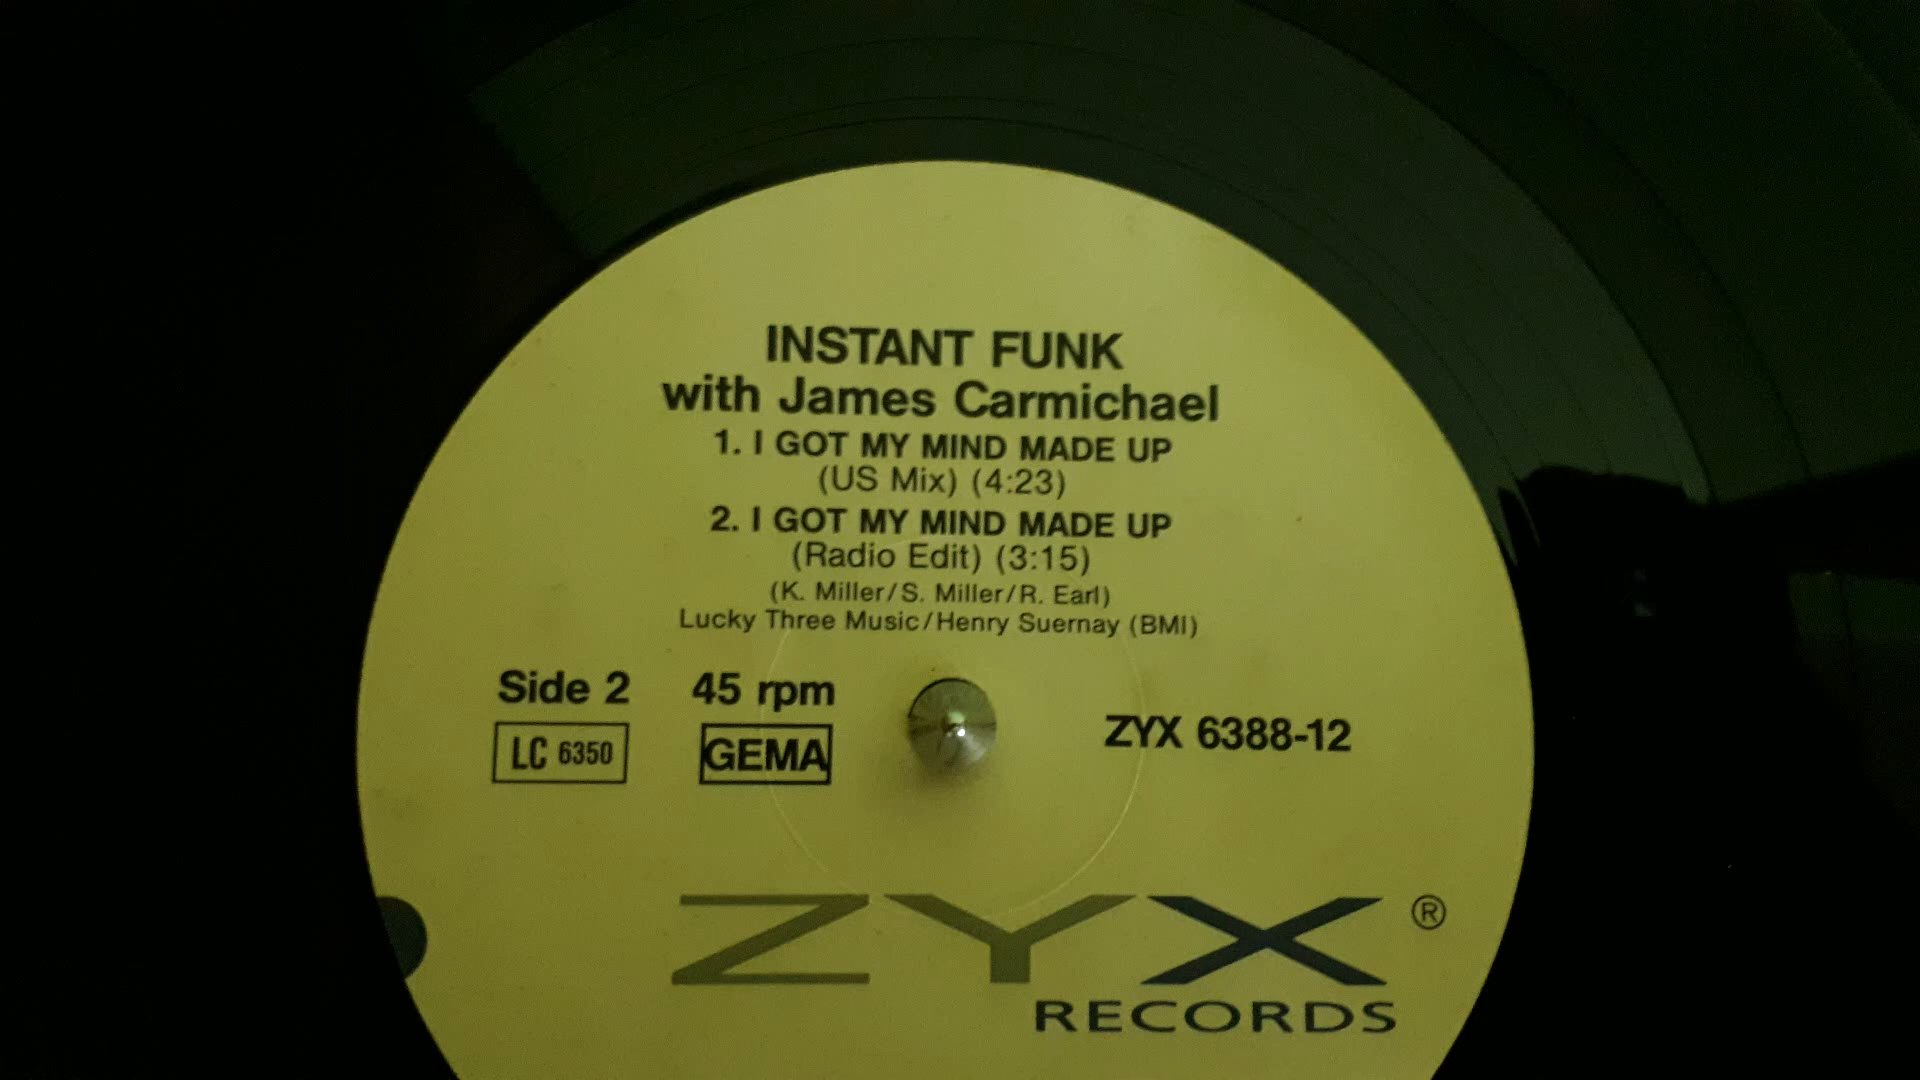 INSTANT FUNK
with James Carmichael
1. I GOT MY MIND MADE UP
(US Mix) (4:23)
2. I GOT MY MIND MADE UP
(Radio Edit) (3:15)
(K. Miller/S. Miller/R. Earl)
Lucky Three Music/Henry Suernay (BMI)
Side 2 45 rpm
LC 6350 GEMA
ZYX 6388-12
ZYX ®
RECORDS